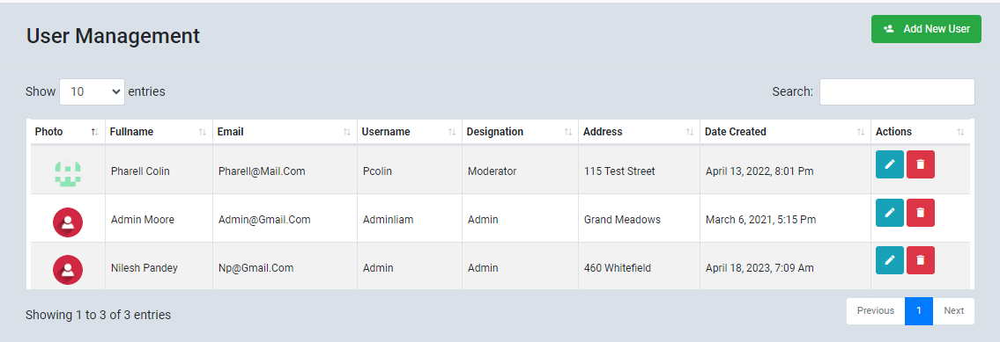 User Management
Add New User
Show 10 entries
Search:
Photo Fullname Email Username Designation Address Date Created Actions
Pharell Colin Pharell@Mail.Com Pcolin Moderator 115 Test Street April 13, 2022, 8:01 Pm
Admin Moore Admin@Gmail.Com Adminliam Admin Grand Meadows March 6, 2021, 5:15 Pm
Nilesh Pandey Np@Gmail.Com Admin Admin 460 Whitefield April 18, 2023, 7:09 Am
Showing 1 to 3 of 3 entries
Previous 1 Next